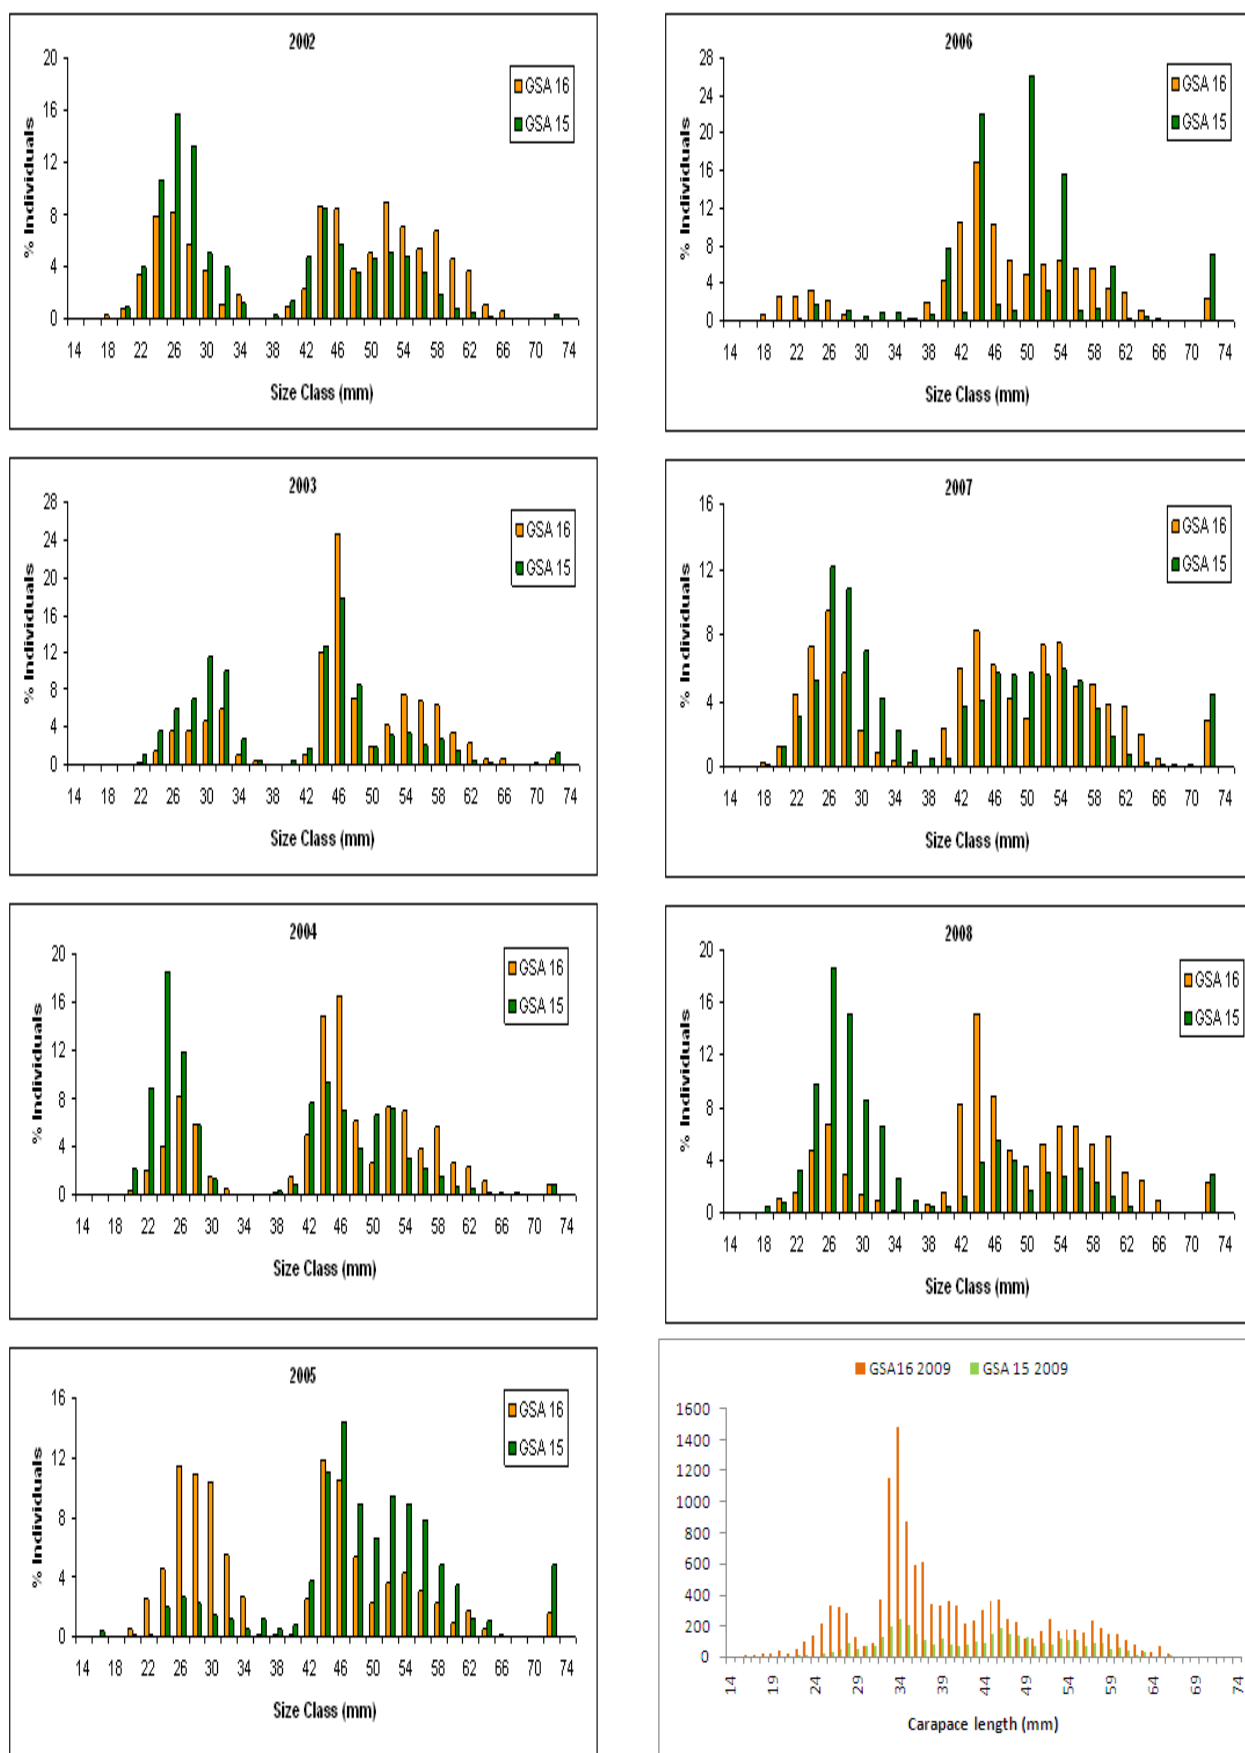 2002
20
16
12
8
4
0
% Individuals
GSA 16
GSA 15
14 18 22 26 30 34 38 42 46 50 54 58 62 66 70 74
Size Class (mm)
2006
28
24
20
16
12
8
4
0
% Individuals
GSA 16
GSA 15
14 18 22 26 30 34 38 42 46 50 54 58 62 66 70 74
Size Class (mm)
2003
28
24
20
16
12
8
4
0
% Individuals
GSA 16
GSA 15
14 18 22 26 30 34 38 42 46 50 54 58 62 66 70 74
Size Class (mm)
2007
16
12
8
4
0
% Individuals
GSA 16
GSA 15
14 18 22 26 30 34 38 42 46 50 54 58 62 66 70 74
Size Class (mm)
2004
20
16
12
8
4
0
% Individuals
GSA 16
GSA 15
14 18 22 26 30 34 38 42 46 50 54 58 62 66 70 74
Size Class (mm)
2008
20
16
12
8
4
0
% Individuals
GSA 16
GSA 15
14 18 22 26 30 34 38 42 46 50 54 58 62 66 70 74
Size Class (mm)
2005
16
12
8
4
0
% Individuals
GSA 16
GSA 15
14 18 22 26 30 34 38 42 46 50 54 58 62 66 70 74
Size Class (mm)
GSA16 2009 GSA 15 2009
1600
1400
1200
1000
800
600
400
200
0
14 19 24 29 34 39 44 49 54 59 64 69 74
Carapace length (mm)